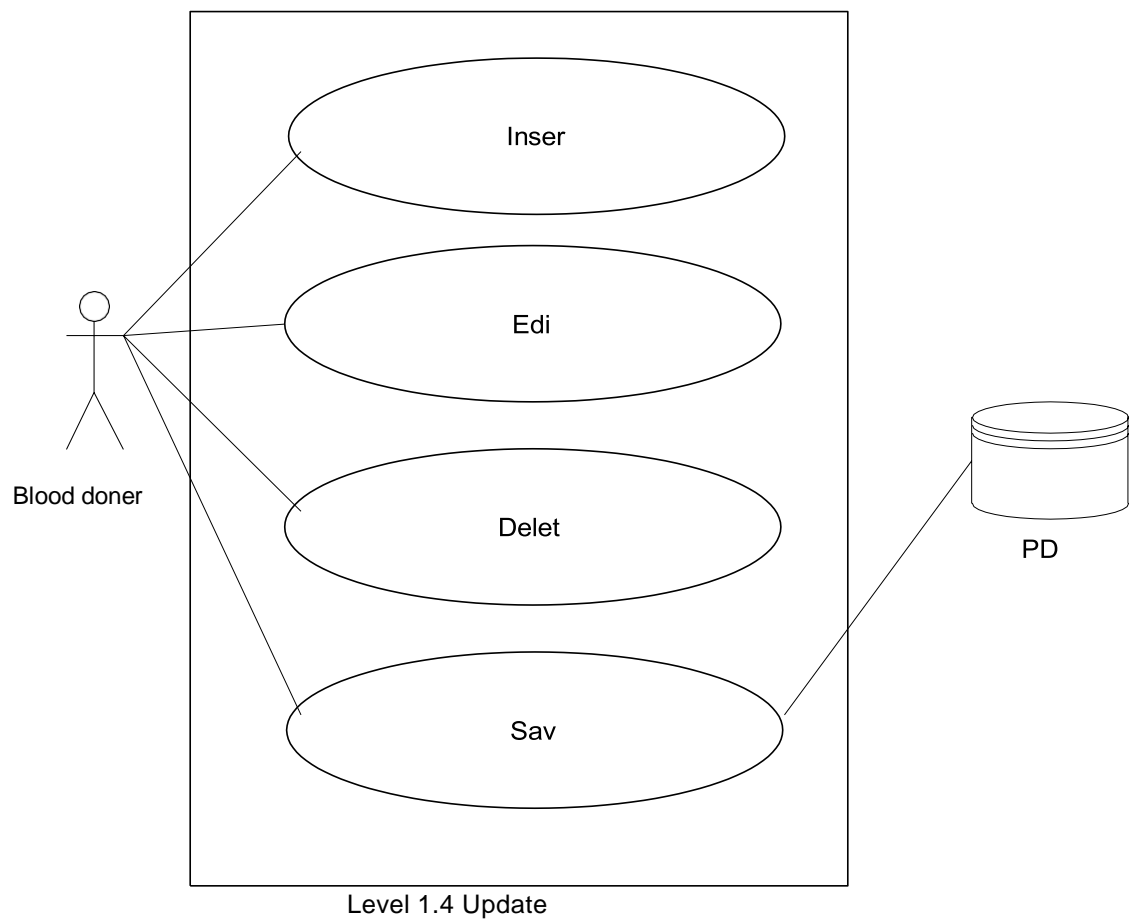 Inser
Edi
Blood doner
Delet
PD
Sav
Level 1.4 Update